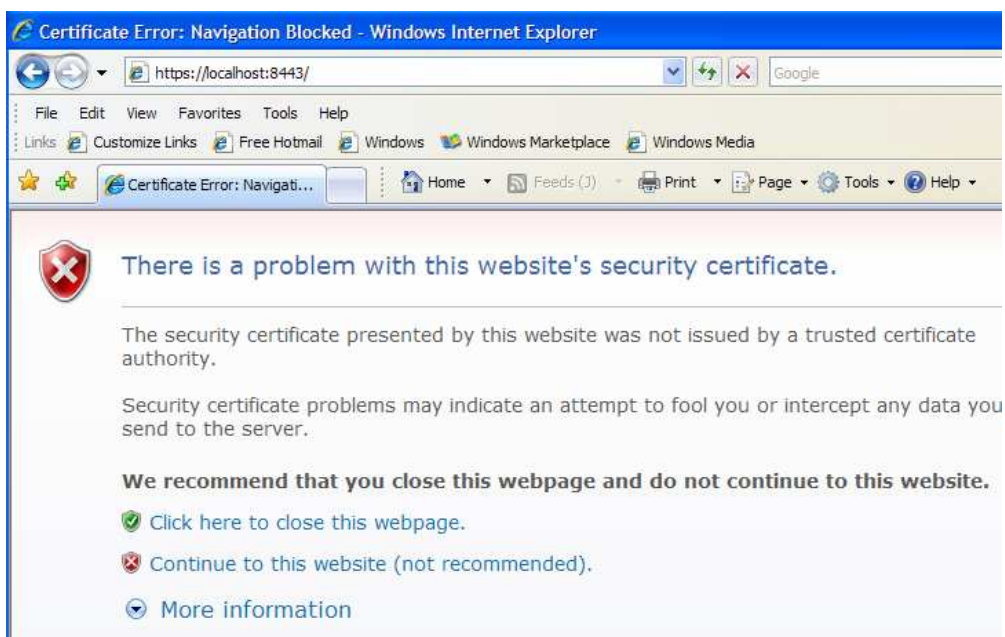 Certificate Error: Navigation Blocked - Windows Internet Explorer
https://localhost:8443/ Google
File Edit View Favorites Tools Help
Links Customize Links Free Hotmail Windows Windows Marketplace Windows Media
Certificate Error: Navigati... Home Feeds (J) Print Page Tools Help
There is a problem with this website's security certificate.
The security certificate presented by this website was not issued by a trusted certificate
authority.
Security certificate problems may indicate an attempt to fool you or intercept any data you
send to the server.
We recommend that you close this webpage and do not continue to this website.
Click here to close this webpage.
Continue to this website (not recommended).
More information